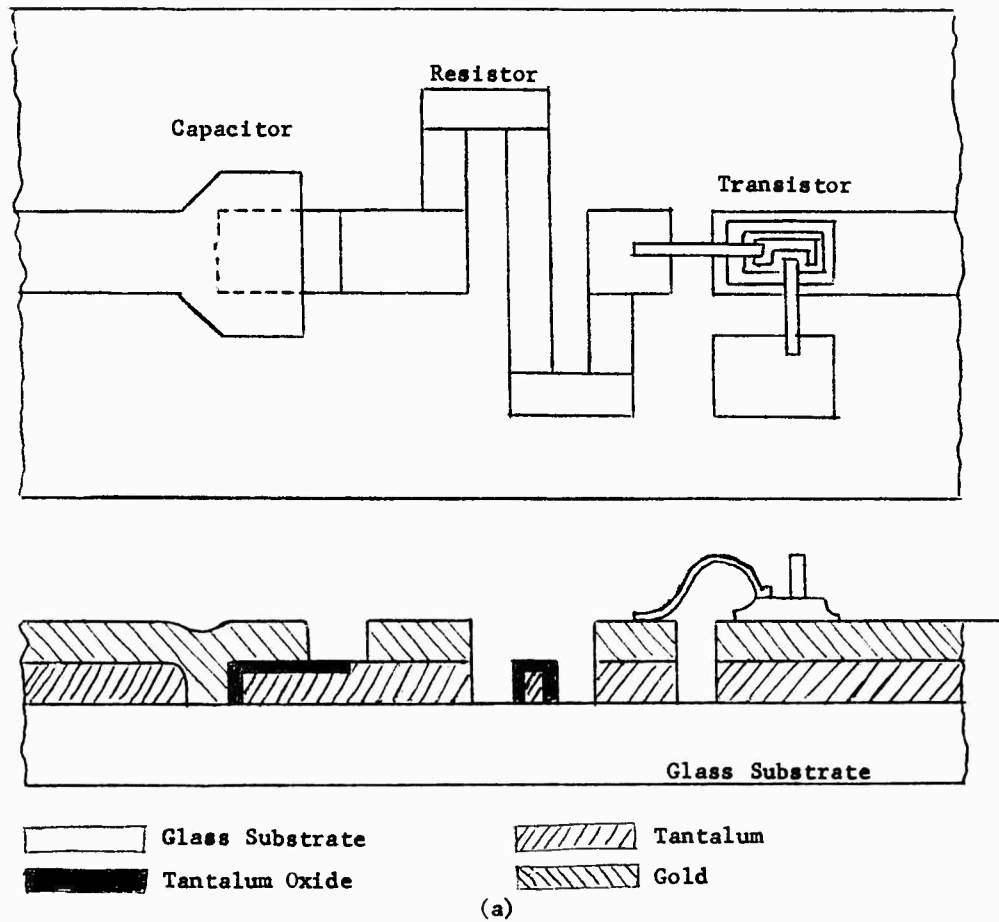 Resistor
Capacitor
Transistor
Glass Substrate
Glass Substrate
Tantalum
Tantalum Oxide
Gold
(a)